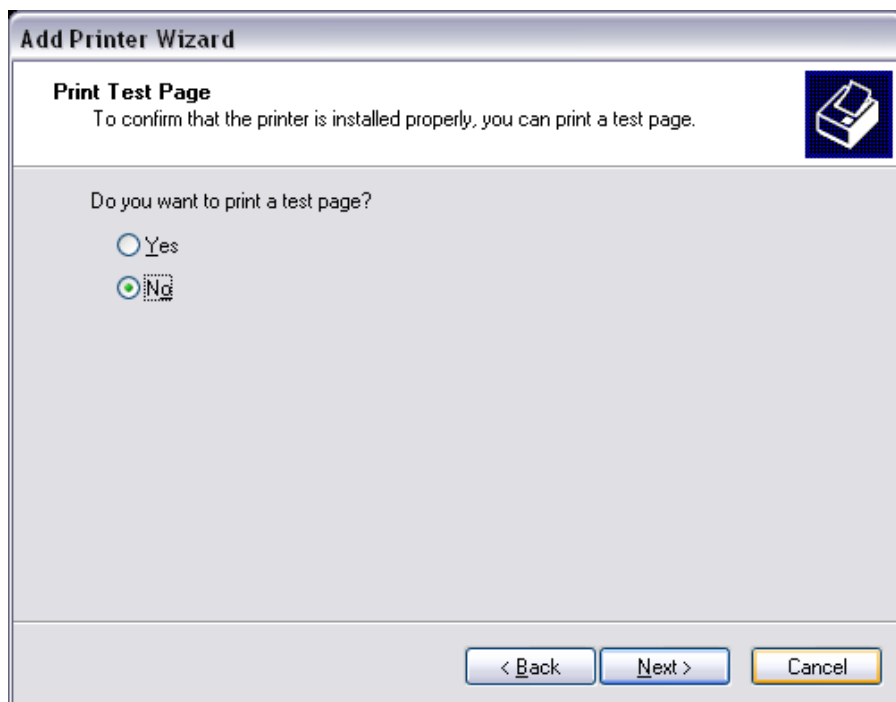 Add Printer Wizard
Print Test Page
To confirm that the printer is installed properly, you can print a test page.
Do you want to print a test page?
Yes
No
< Back Next > Cancel